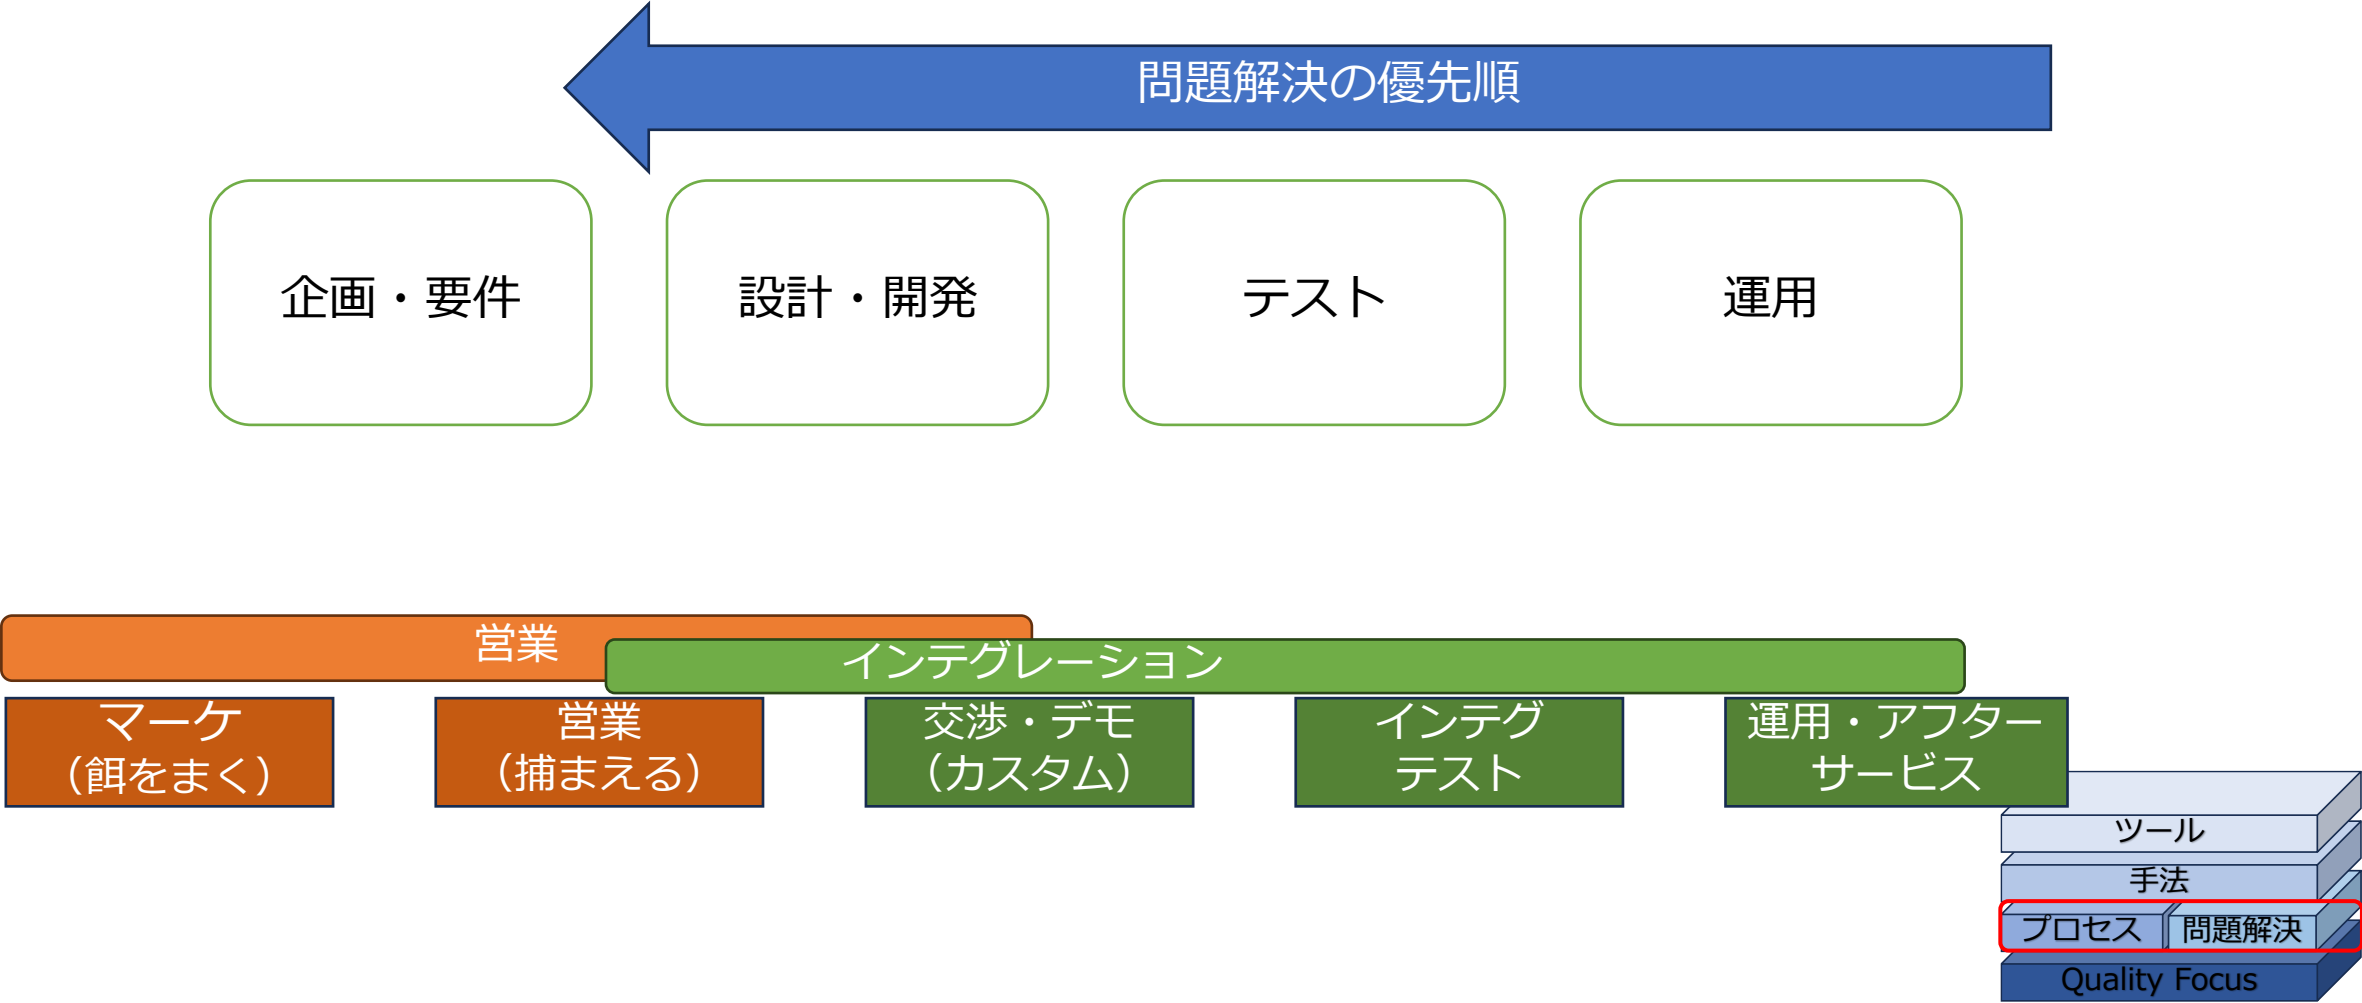 問題解決の優先順
企画・要件
設計・開発
テスト
運用
営業
インテグレーション
マーケ
（餌をまく）
営業
（捕まえる）
交渉・デモ
（カスタム）
インテグ
テスト
運用・アフター
サービス
ツール
手法
プロセス
問題解決
Quality Focus